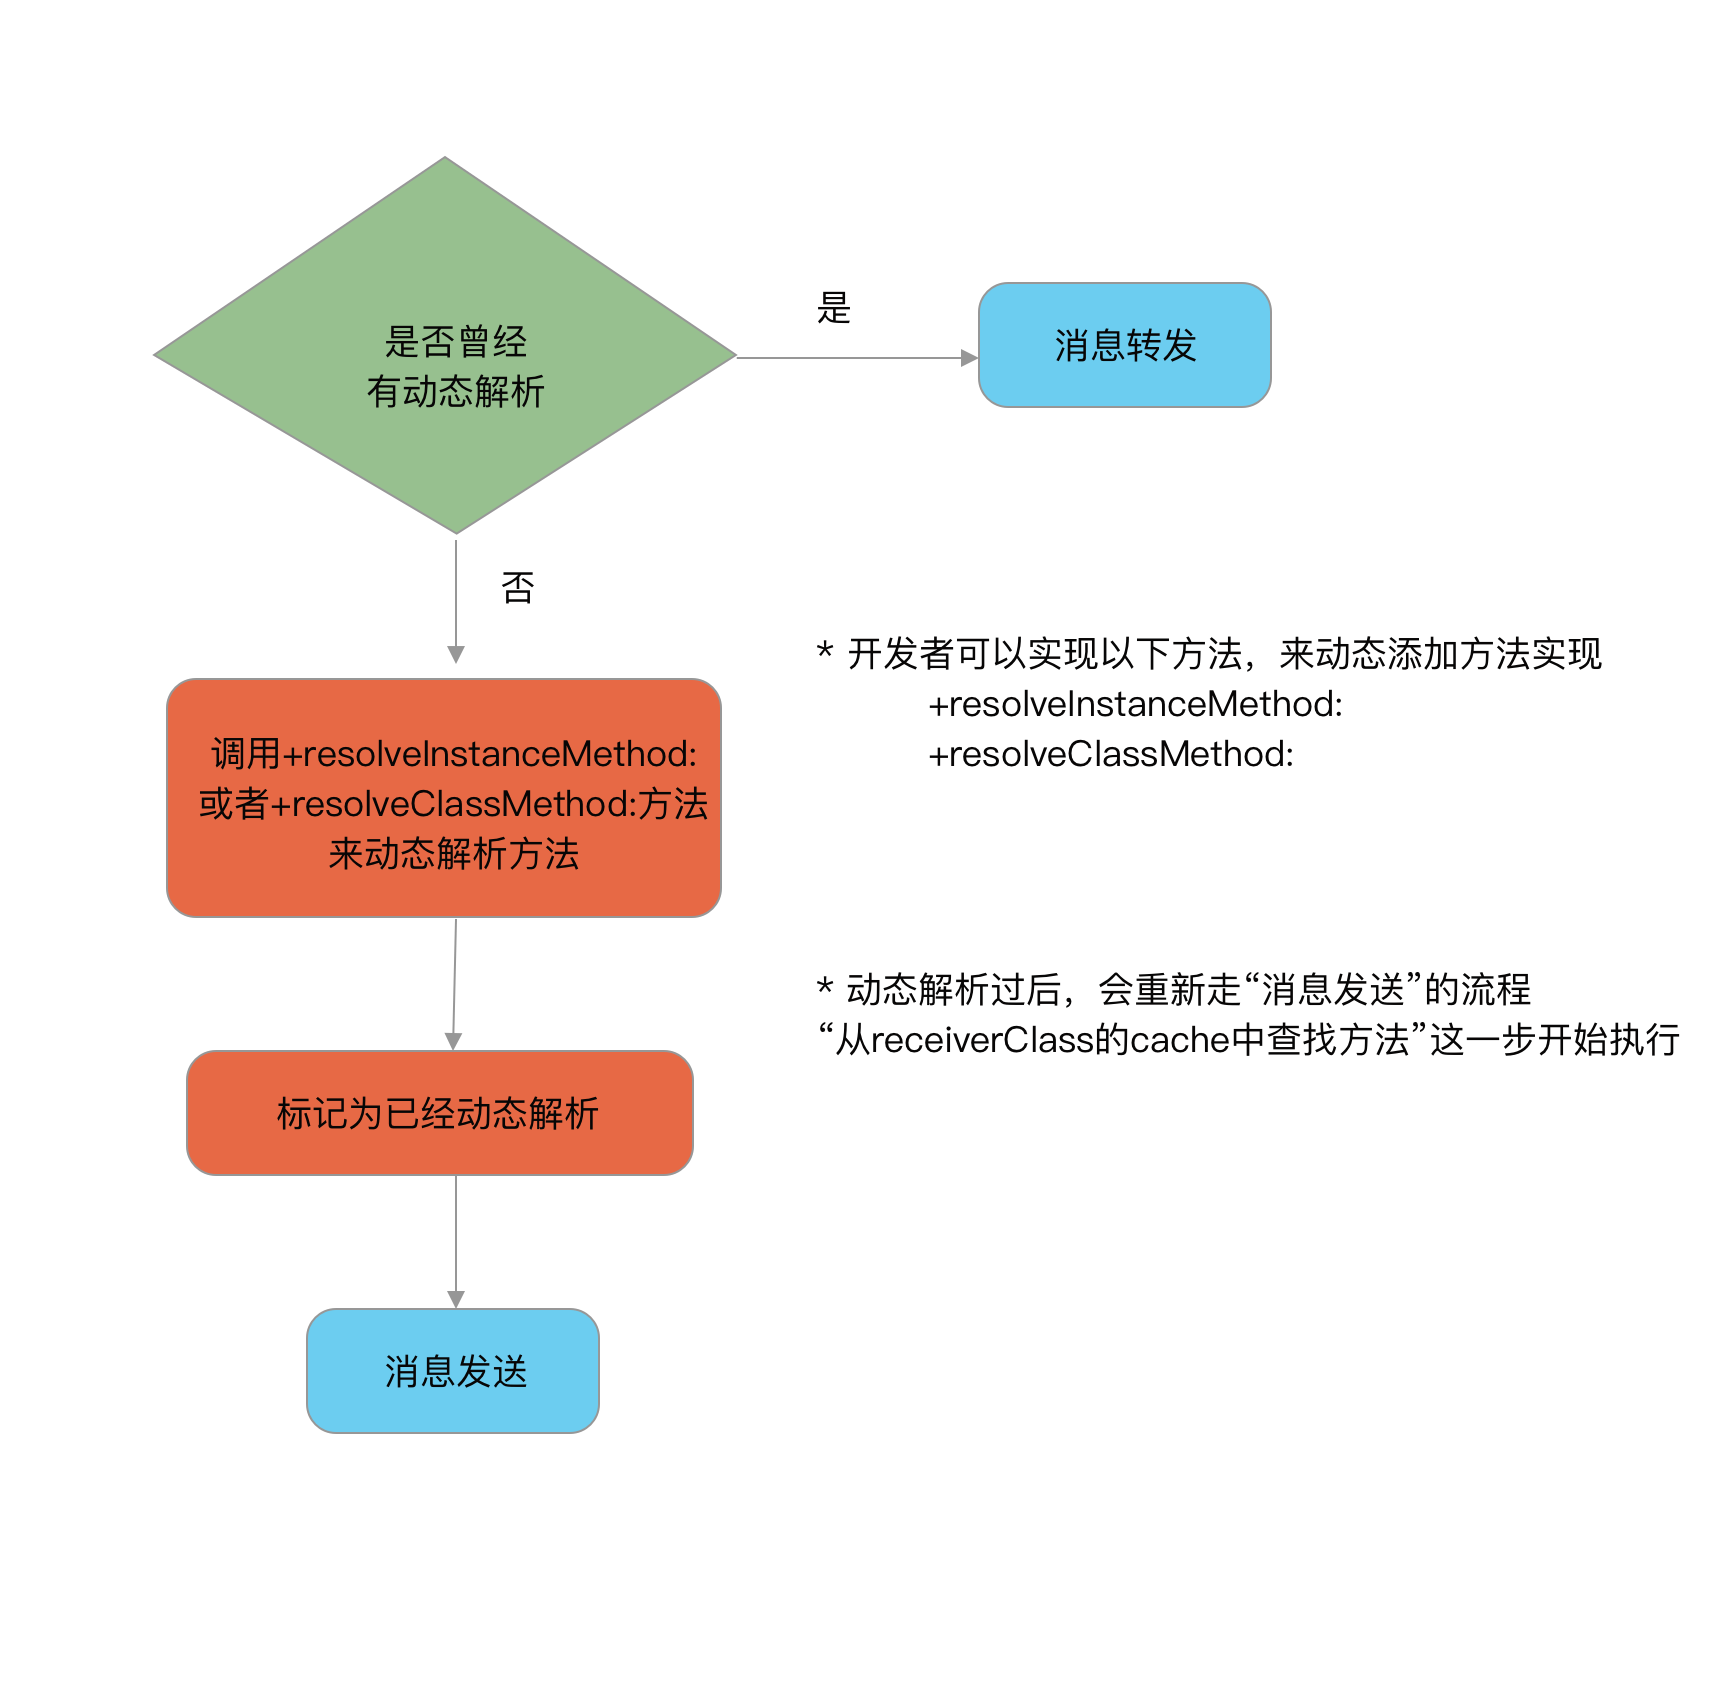 是否曾经
有动态解析
是
消息转发
否
* 开发者可以实现以下方法，来动态添加方法实现
+resolveInstanceMethod:
+resolveClassMethod:
调用+resolveInstanceMethod:
或者+resolveClassMethod:方法
来动态解析方法
* 动态解析过后，会重新走“消息发送”的流程
“从receiverClass的cache中查找方法”这一步开始执行
标记为已经动态解析
消息发送